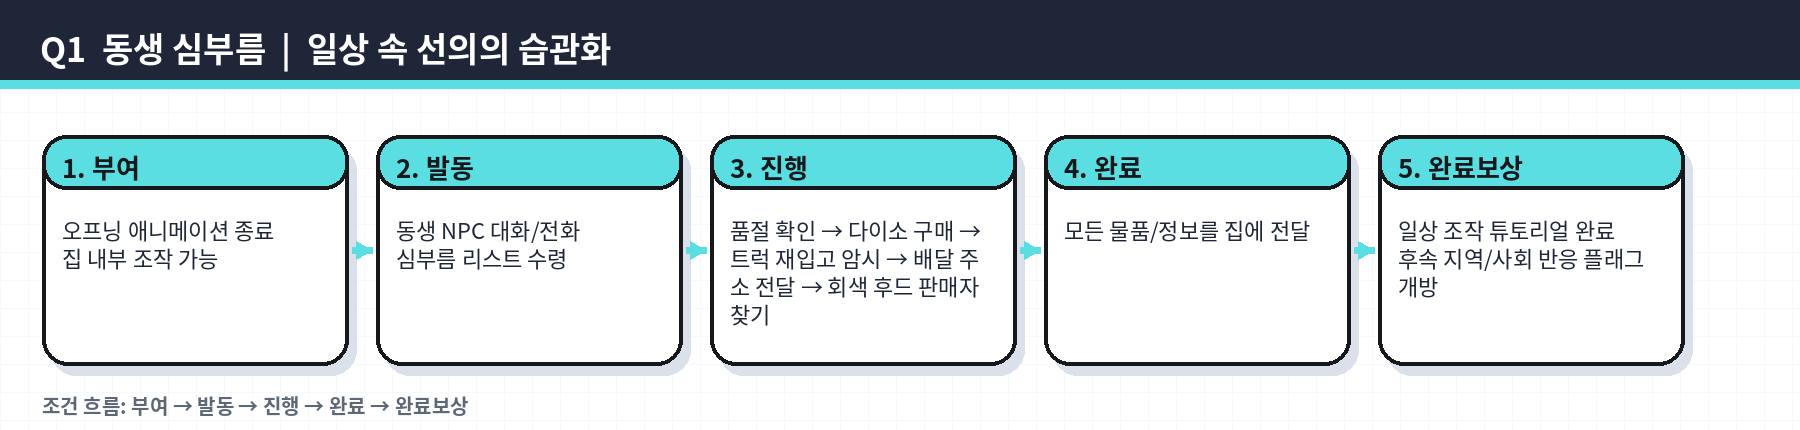 Q1 동생 심부름 | 일상 속 선의의 습관화
1. 부여
오프닝 애니메이션 종료
집 내부 조작 가능
2. 발동
동생 NPC 대화/전화
심부름 리스트 수령
3. 진행
품절 확인 → 다이소 구매 →
트럭 재입고 암시 → 배달 주
소 전달 → 회색 후드 판매자
찾기
4. 완료
모든 물품/정보를 집에 전달
5. 완료보상
일상 조작 튜토리얼 완료
후속 지역/사회 반응 플래그
개방
조건 흐름: 부여 → 발동 → 진행 → 완료 → 완료보상